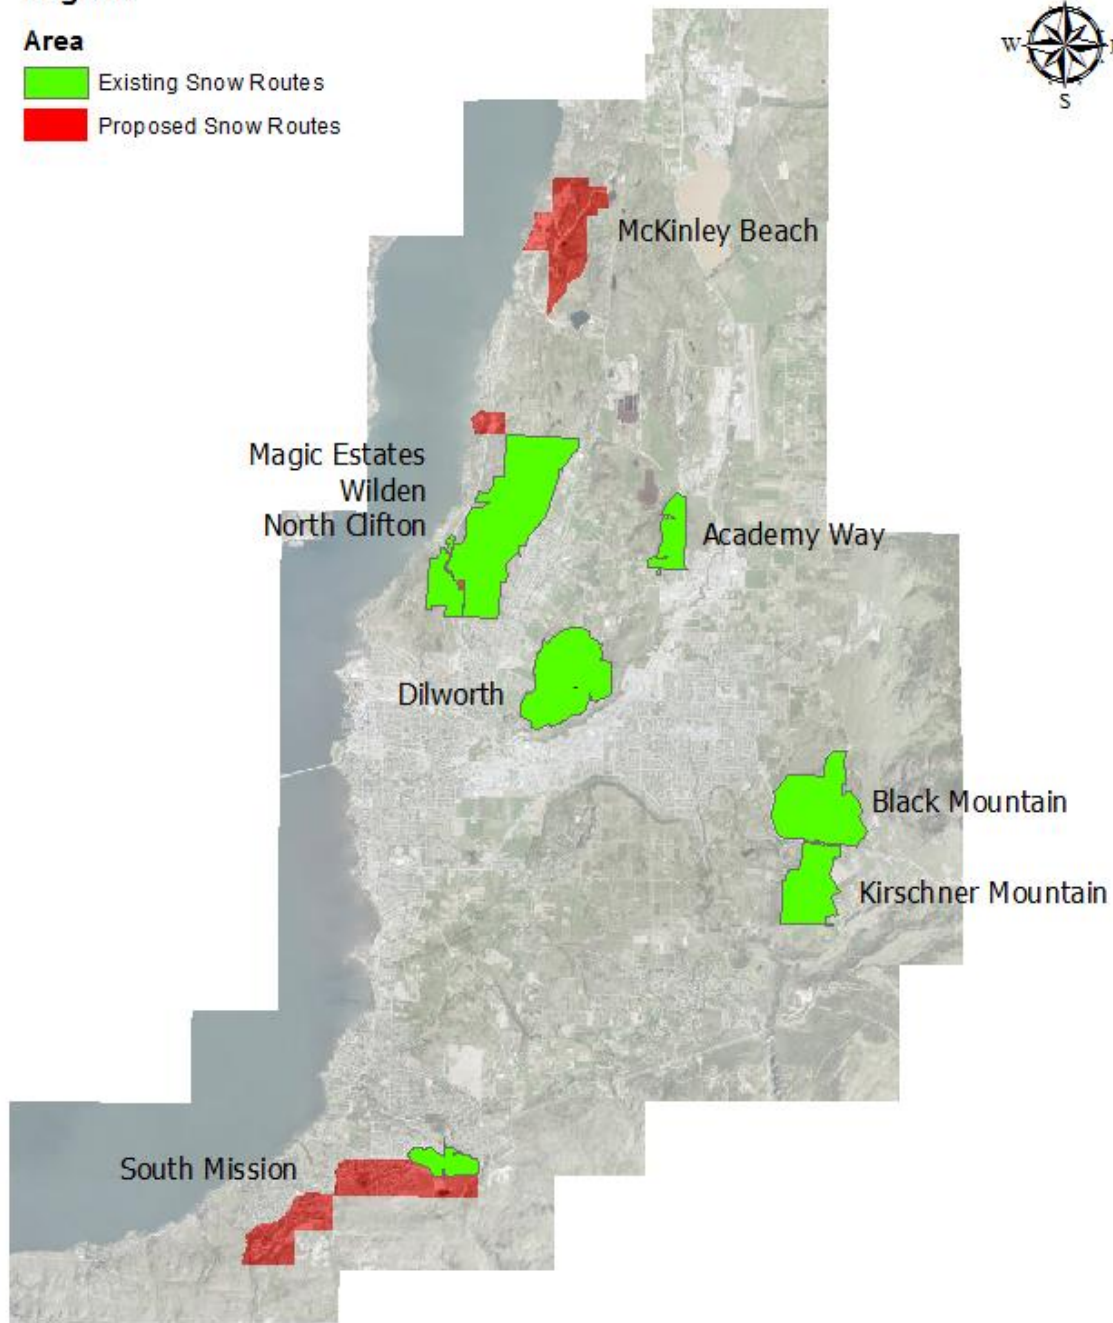 Area
Existing Snow Routes
Proposed Snow Routes
W
S
McKinley Beach
Magic Estates
Wilden
North Clifton
Academy Way
Dilworth
Black Mountain
Kirschner Mountain
South Mission